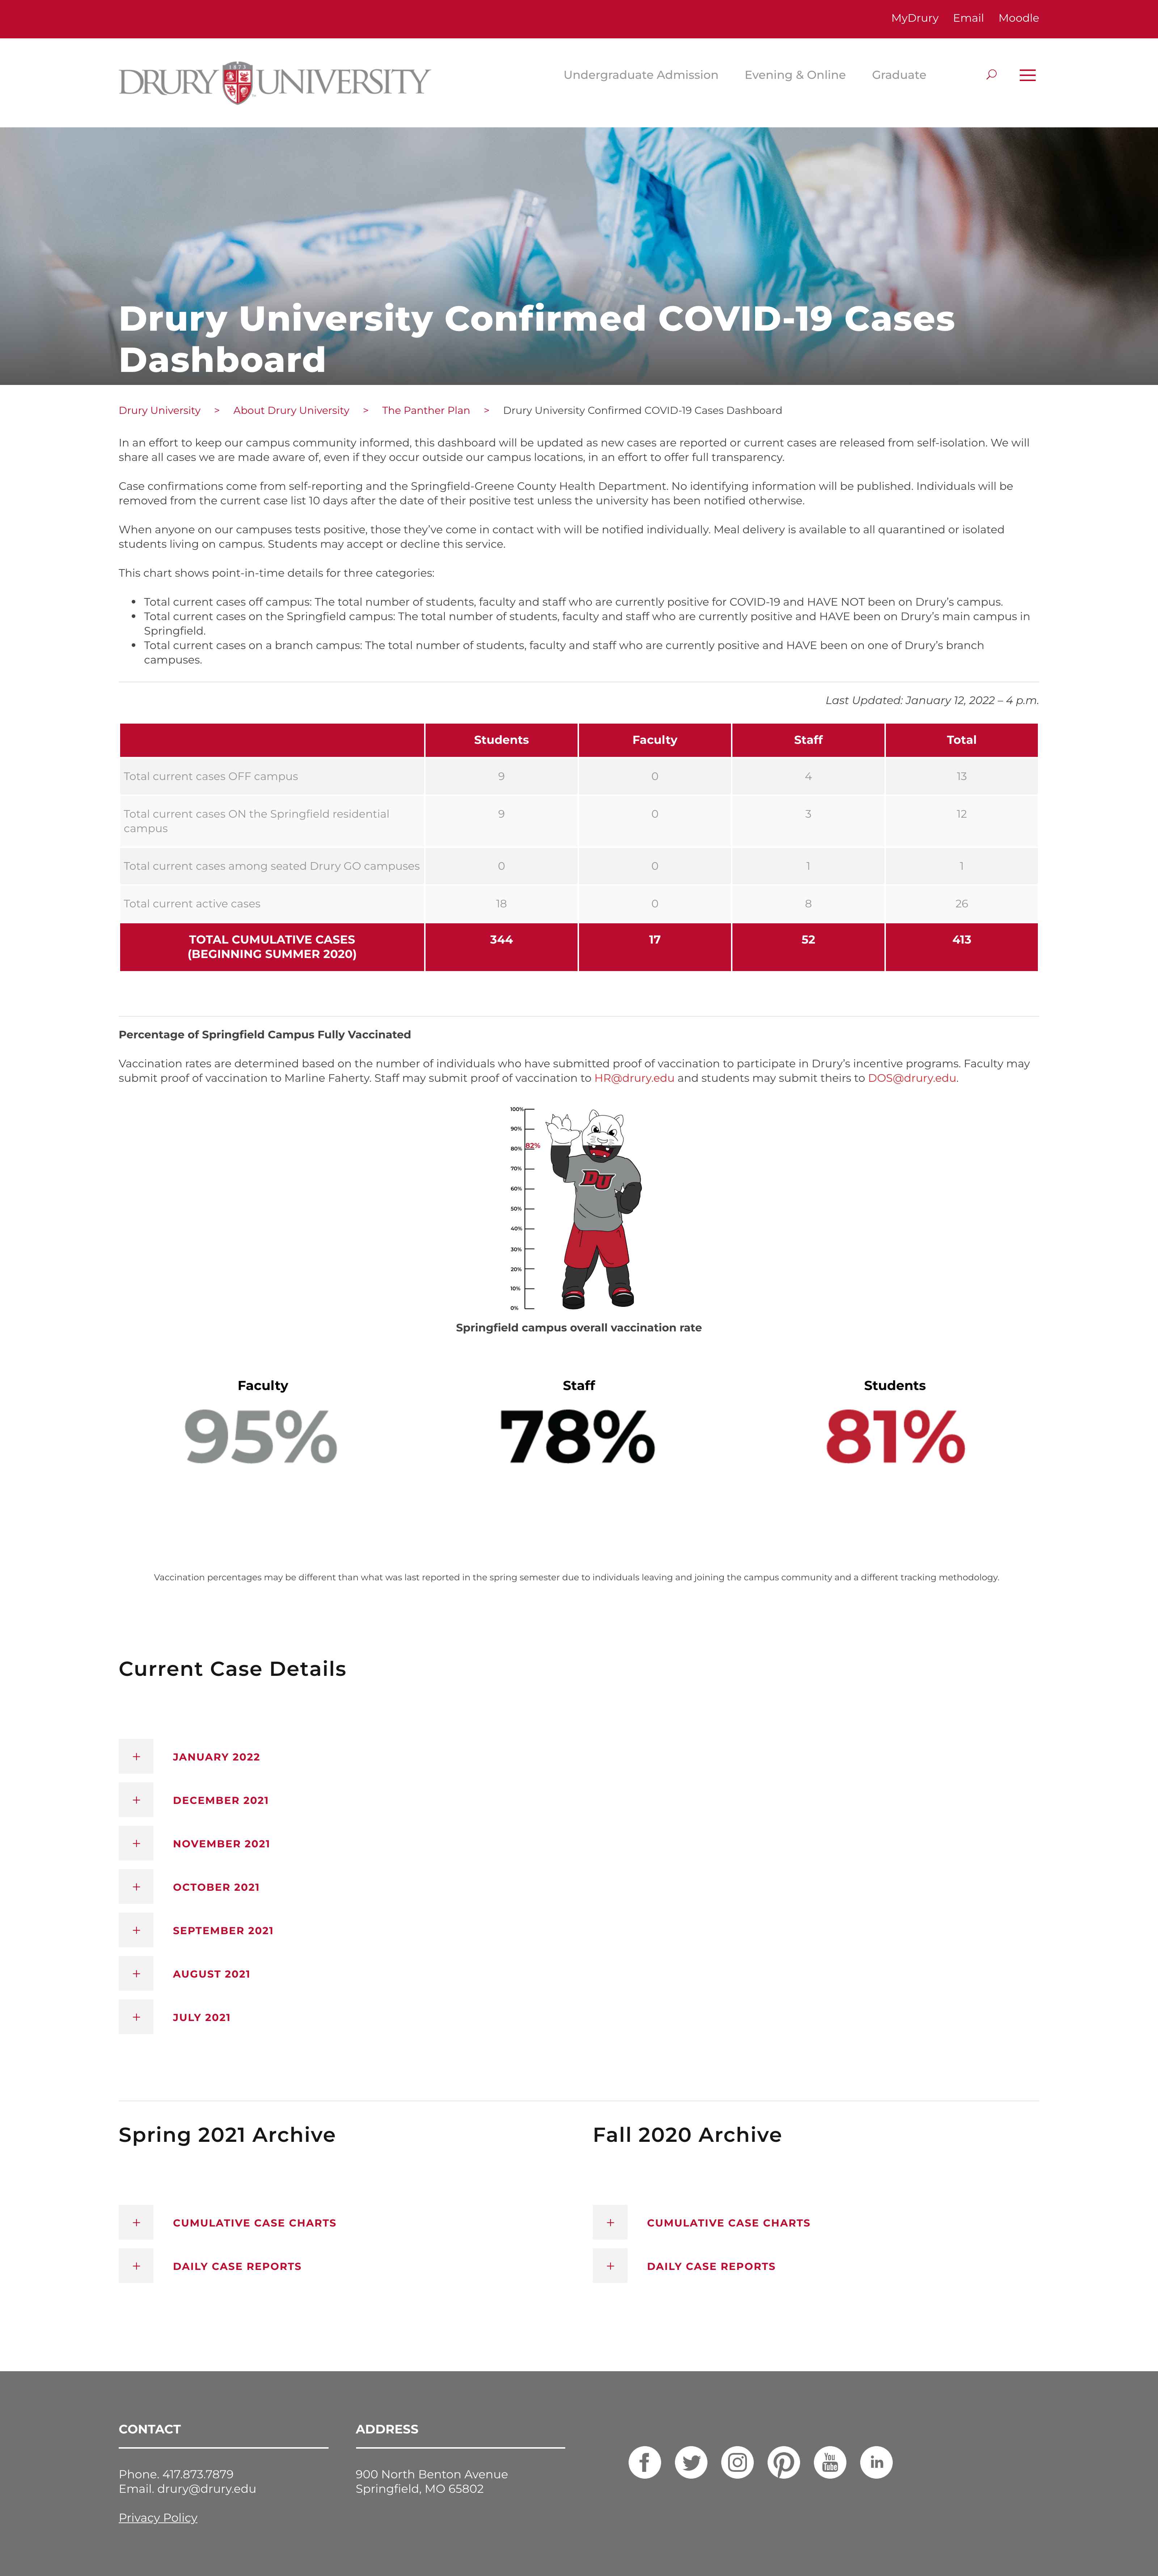 MyDrury Email Moodle
DRURY UNIVERSITY
1873
Undergraduate Admission Evening & Online Graduate
Drury University Confirmed COVID-19 Cases
Dashboard
Drury University > About Drury University > The Panther Plan > Drury University Confirmed COVID-19 Cases Dashboard
In an effort to keep our campus community informed, this dashboard will be updated as new cases are reported or current cases are released from self-isolation. We will
share all cases we are made aware of, even if they occur outside our campus locations, in an effort to offer full transparency.
Case confirmations come from self-reporting and the Springfield-Greene County Health Department. No identifying information will be published. Individuals will be
removed from the current case list 10 days after the date of their positive test unless the university has been notified otherwise.
When anyone on our campuses tests positive, those they’ve come in contact with will be notified individually. Meal delivery is available to all quarantined or isolated
students living on campus. Students may accept or decline this service.
This chart shows point-in-time details for three categories:
• Total current cases off campus: The total number of students, faculty and staff who are currently positive for COVID-19 and HAVE NOT been on Drury’s campus.
• Total current cases on the Springfield campus: The total number of students, faculty and staff who are currently positive and HAVE been on Drury’s main campus in
Springfield.
• Total current cases on a branch campus: The total number of students, faculty and staff who are currently positive and HAVE been on one of Drury’s branch
campuses.
Last Updated: January 12, 2022 – 4 p.m.
Students Faculty Staff Total
Total current cases OFF campus 9 0 4 13
Total current cases ON the Springfield residential 9 0 3 12
campus
Total current cases among seated Drury GO campuses 0 0 1 1
Total current active cases 18 0 8 26
TOTAL CUMULATIVE CASES 344 17 52 413
(BEGINNING SUMMER 2020)
Percentage of Springfield Campus Fully Vaccinated
Vaccination rates are determined based on the number of individuals who have submitted proof of vaccination to participate in Drury’s incentive programs. Faculty may
submit proof of vaccination to Marline Faherty. Staff may submit proof of vaccination to HR@drury.edu and students may submit theirs to DOS@drury.edu.
100%
90%
82%
80%
70%
DU
60%
50%
40%
30%
20%
10%
0%
Springfield campus overall vaccination rate
Faculty Staff Students
95% 78% 81%
Vaccination percentages may be different than what was last reported in the spring semester due to individuals leaving and joining the campus community and a different tracking methodology.
Current Case Details
+ JANUARY 2022
+ DECEMBER 2021
+ NOVEMBER 2021
+ OCTOBER 2021
+ SEPTEMBER 2021
+ AUGUST 2021
+ JULY 2021
Spring 2021 Archive Fall 2020 Archive
+ CUMULATIVE CASE CHARTS + CUMULATIVE CASE CHARTS
+ DAILY CASE REPORTS + DAILY CASE REPORTS
CONTACT ADDRESS
Phone. 417.873.7879 900 North Benton Avenue
Email. drury@drury.edu Springfield, MO 65802
You
Tube
in
Privacy Policy